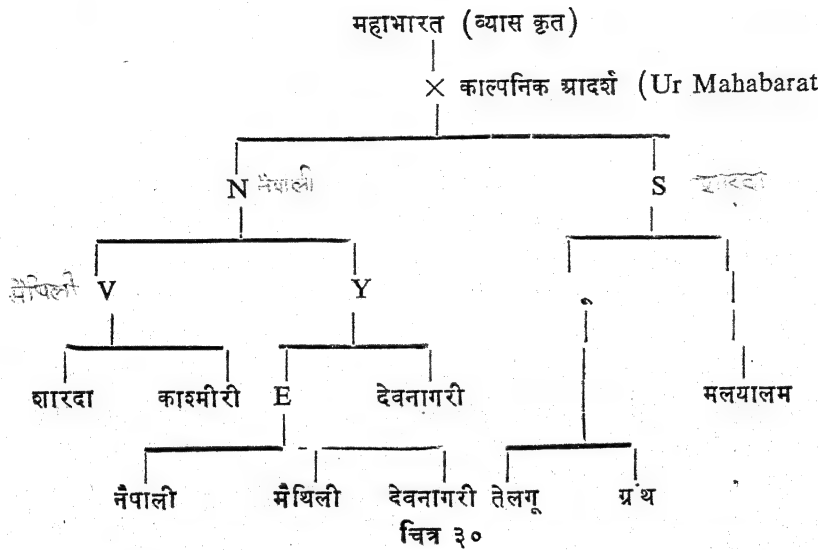 महाभारत (व्यास कृत)
× काल्पनिक आदर्श (Ur Mahabarat
N नैपाली S शारदा
मैथिली V Y
शारदा काश्मीरी E देवनागरी मलयालम
नैपाली मैथिली देवनागरी तेलगू ग्रंथ
चित्र ३०